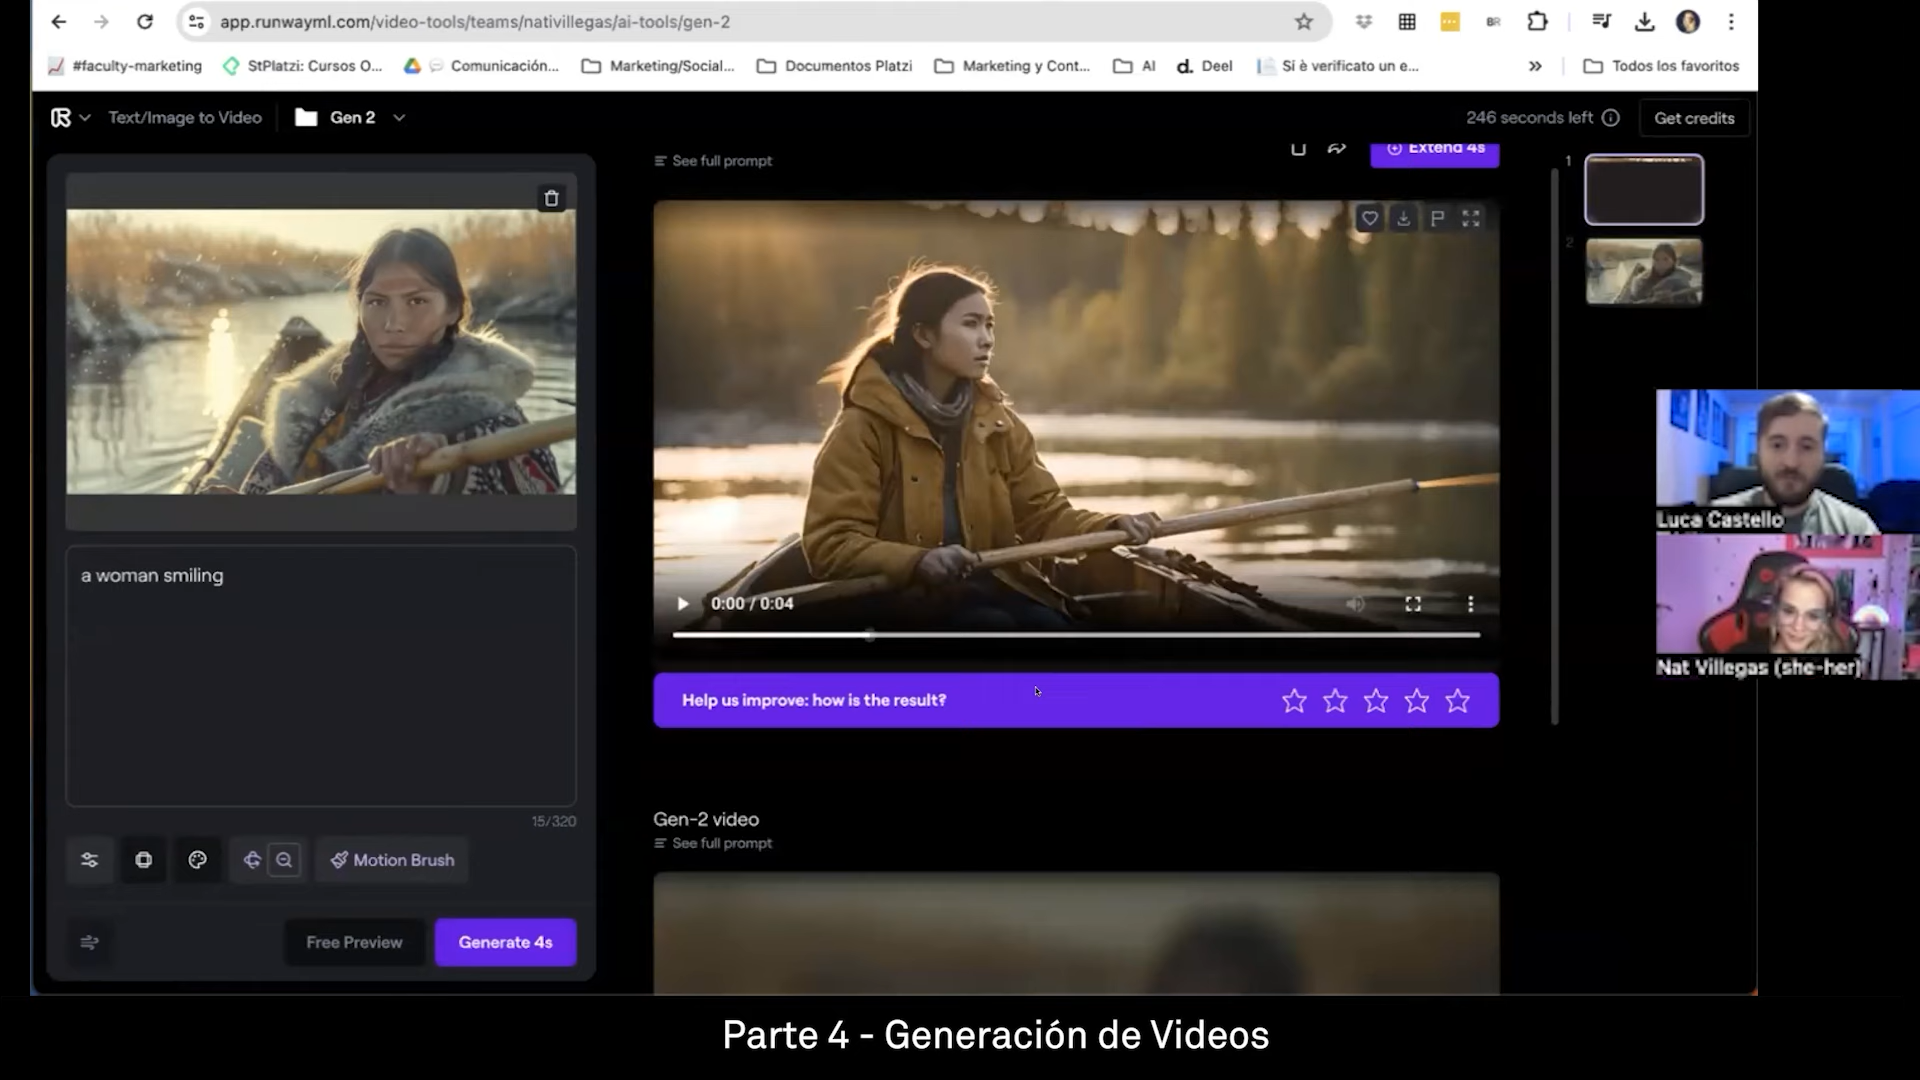 app.runwayml.com/video-tools/teams/nativillegas/ai-tools/gen-2
BR
#faculty-marketing
StPlatzi: Cursos O...
Comunicación...
Marketing/Social...
Documentos Platzi
Marketing y Cont...
AI
d. Deel
Sí è verificato un e...
Todos los favoritos
Text/Image to Video
Gen 2
246 seconds left
Get credits
See full prompt
Extend 4s
1
2
a woman smiling
15/320
Motion Brush
Free Preview
Generate 4s
0:00 / 0:04
Help us improve: how is the result?
Gen-2 video
See full prompt
Luca Castello
Nat Villegas (she-her)
Parte 4 - Generación de Videos